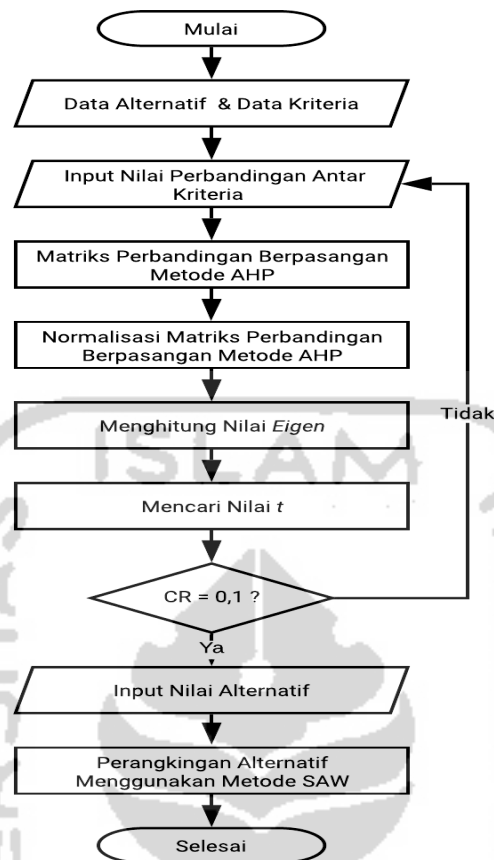 Mulai
Data Alternatif & Data Kriteria
Input Nilai Perbandingan Antar
Kriteria
Matriks Perbandingan Berpasangan
Metode AHP
Normalisasi Matriks Perbandingan
Berpasangan Metode AHP
Menghitung Nilai Eigen
Tidak
ISLAM
Mencari Nilai t
CR = 0,1 ?
Ya
Input Nilai Alternatif
Perangkingan Alternatif
Menggunakan Metode SAW
Selesai